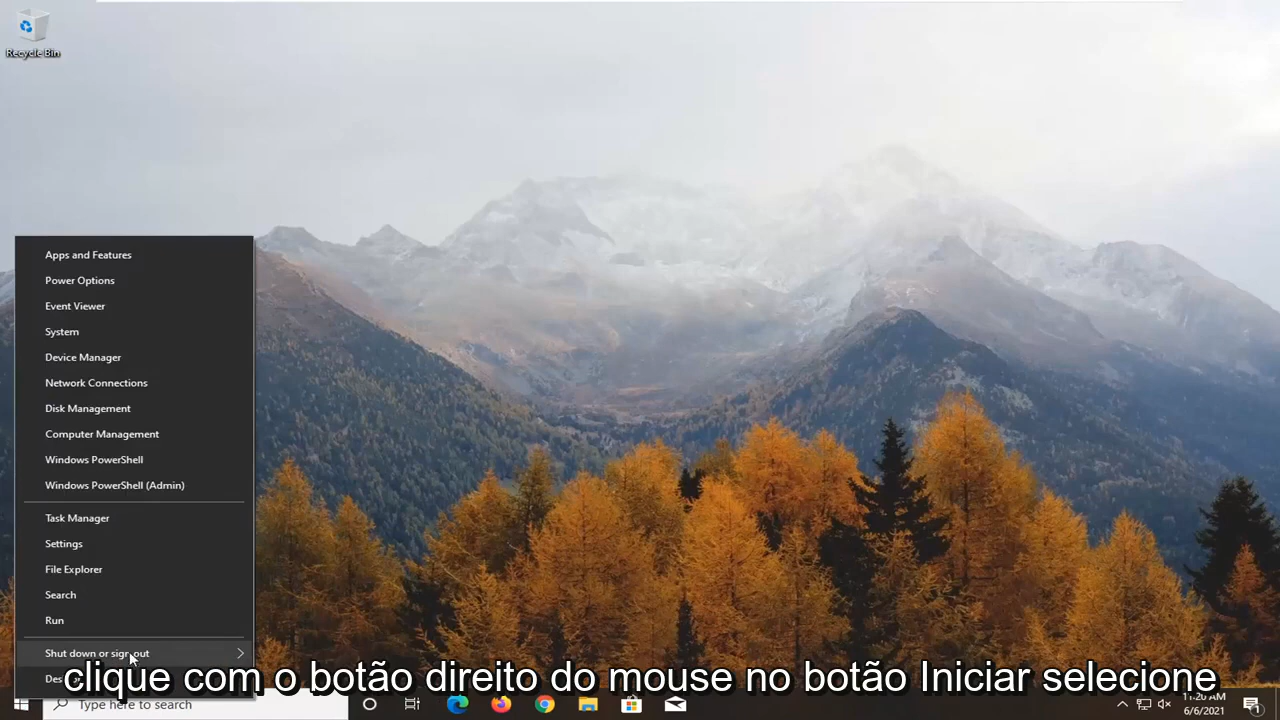 Recycle Bin
Apps and Features
Power Options
Event Viewer
System
Device Manager
Network Connections
Disk Management
Computer Management
Windows PowerShell
Windows PowerShell (Admin)
Task Manager
Settings
File Explorer
Search
Run
Shut down or sign out
clique com o botão direito do mouse no botão Iniciar selecione
Type here to search
11:20 AM
6/6/2021
1